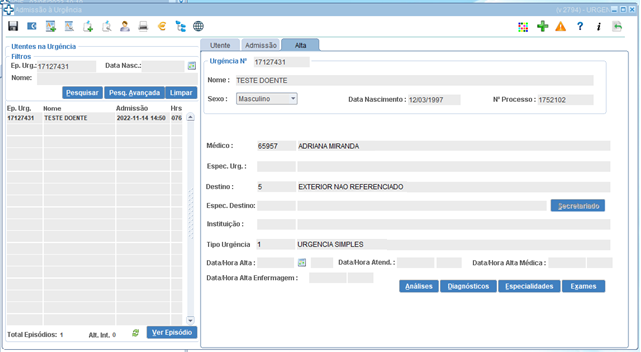 Admissão à Urgência
Utentes na Urgência
Filtros
Ep. Urg.: 17127431 Data Nasc.:
Nome:
Pesquisar Pesq. Avançada Limpar
Ep. Urg. Nome Admissão Hrs
17127431 TESTE DOENTE 2022-11-14 14:50 076
Total Episódios: 1 Alt. Int. 0 Ver Episódio
Utente Admissão Alta
Urgência Nº 17127431
Nome : TESTE DOENTE
Sexo : Masculino Data Nascimento : 12/03/1997 Nº Processo : 1752102
Médico : 65957 ADRIANA MIRANDA
Espec. Urg. :
Destino : 5 EXTERIOR NAO REFERENCIADO
Espec. Destino: Secretariado
Instituição :
Tipo Urgência 1 URGENCIA SIMPLES
Data/Hora Alta : Data/Hora Atend. : Data/Hora Alta Médica :
Data/Hora Alta Enfermagem :
Análises Diagnósticos Especialidades Exames